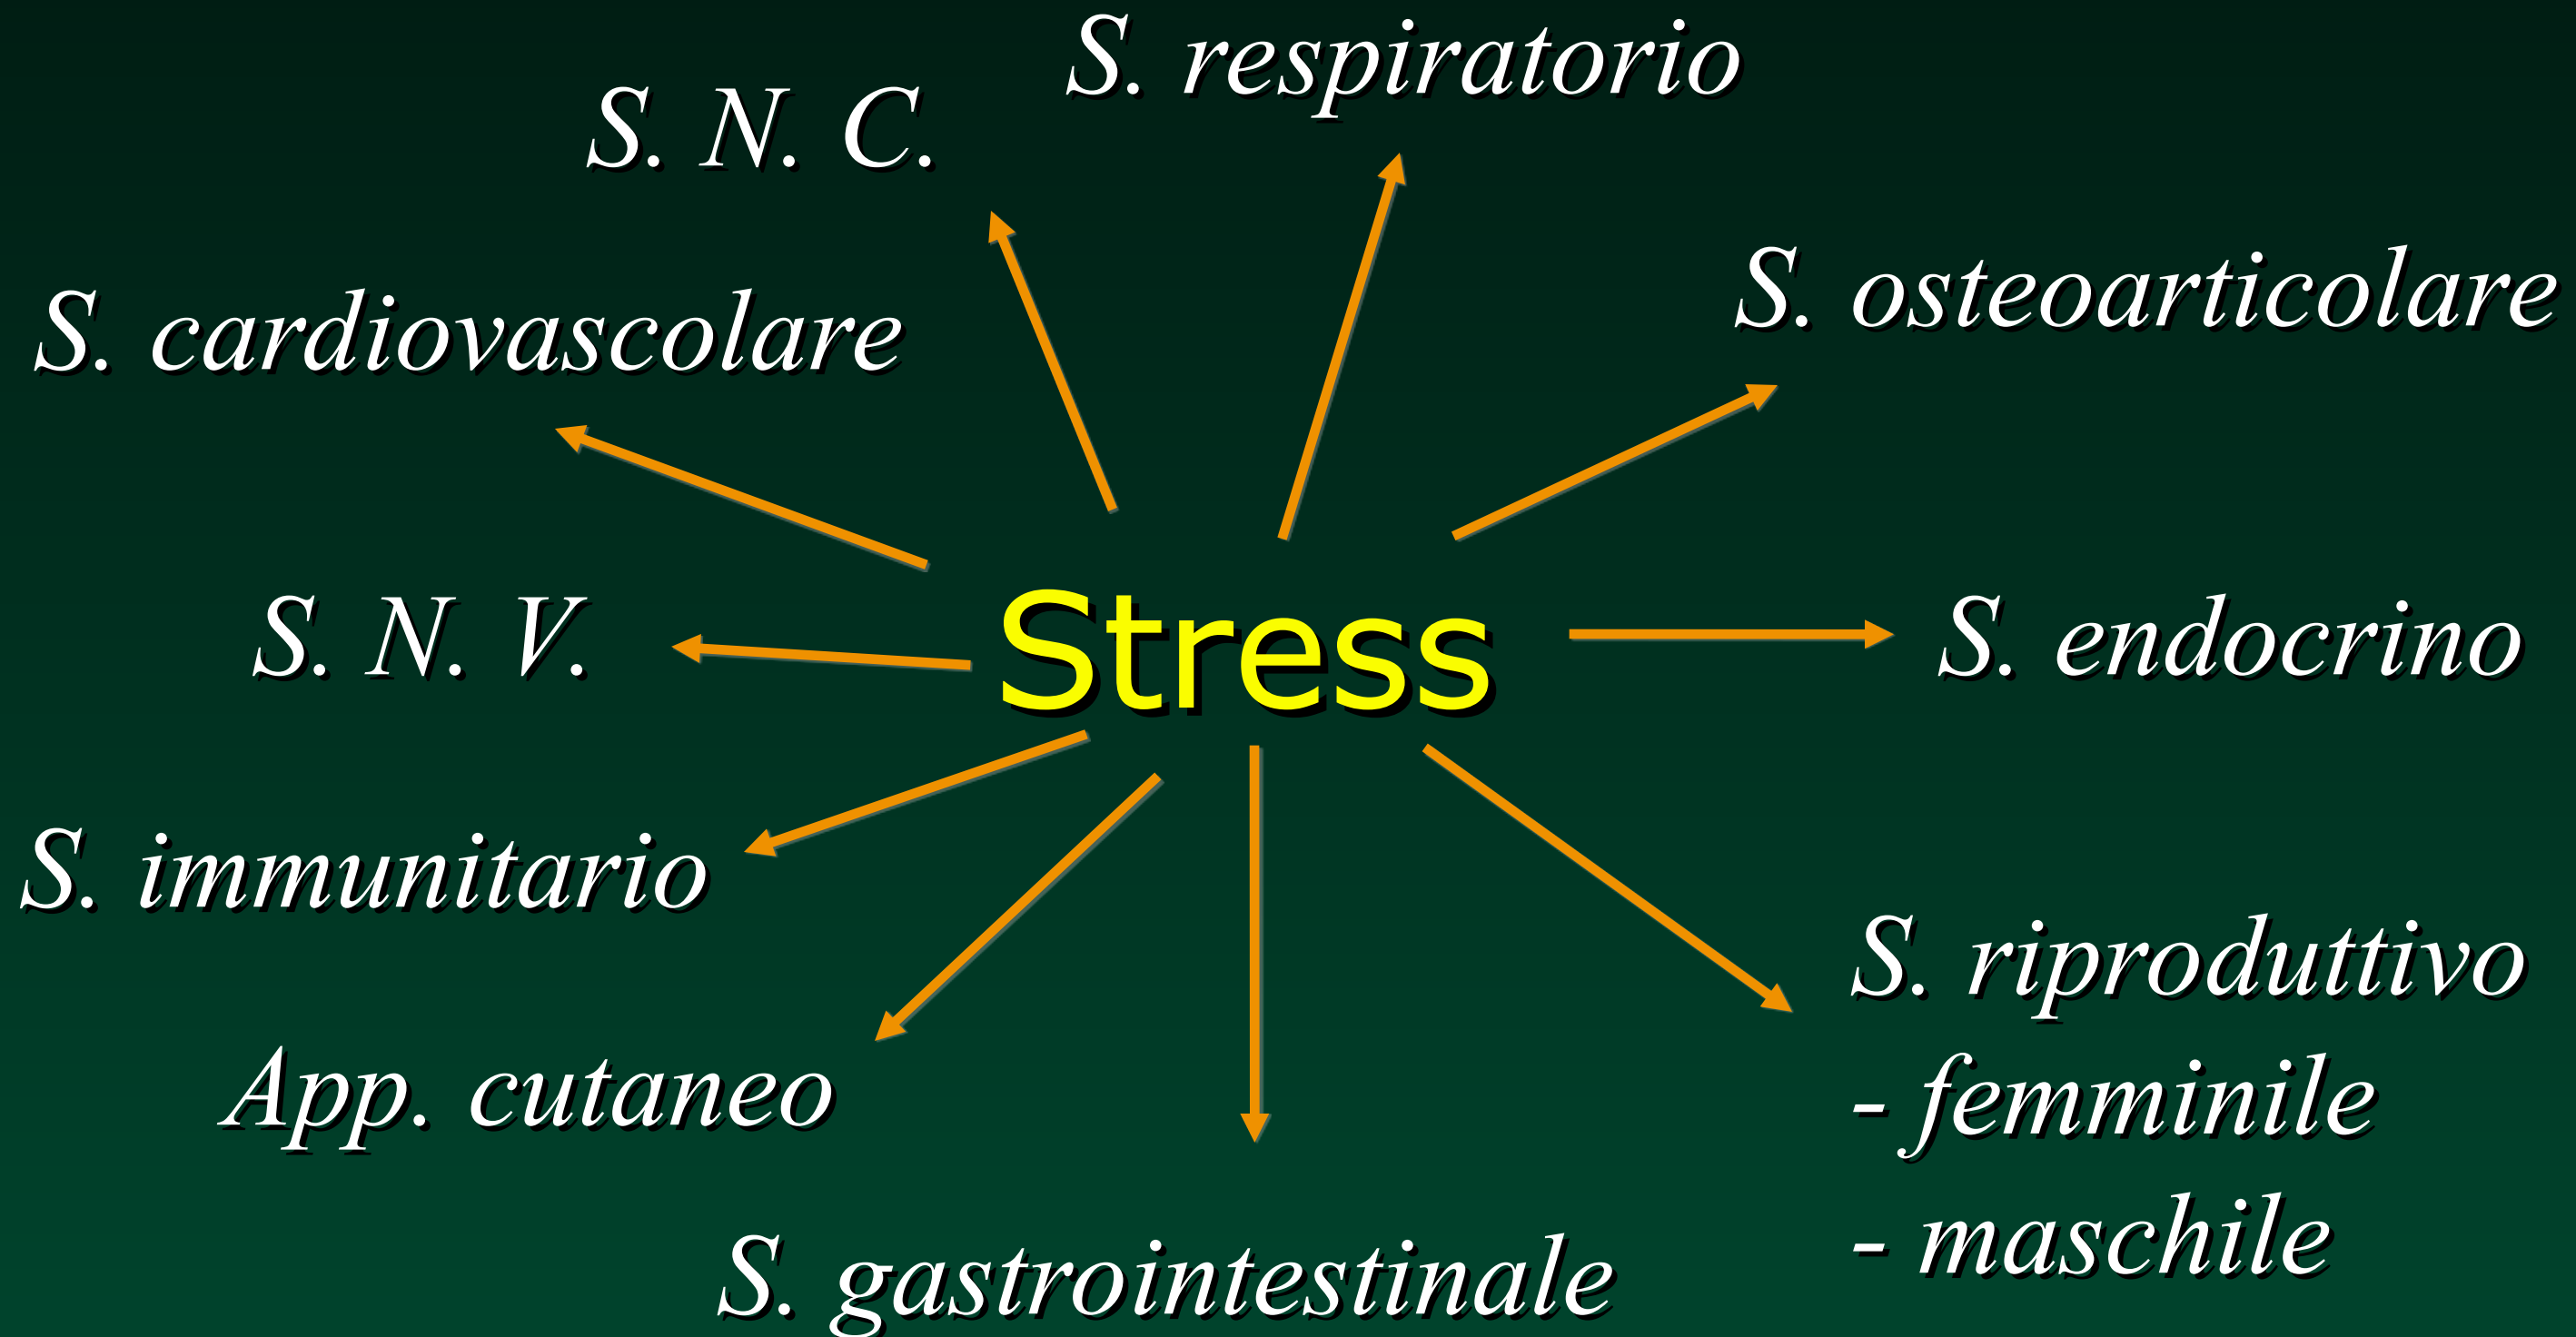 S. respiratorio
S. N. C.
S. osteoarticolare
S. cardiovascolare
Stress
S. N. V.
S. endocrino
S. immunitario
S. riproduttivo
- femminile
- maschile
App. cutaneo
S. gastrointestinale